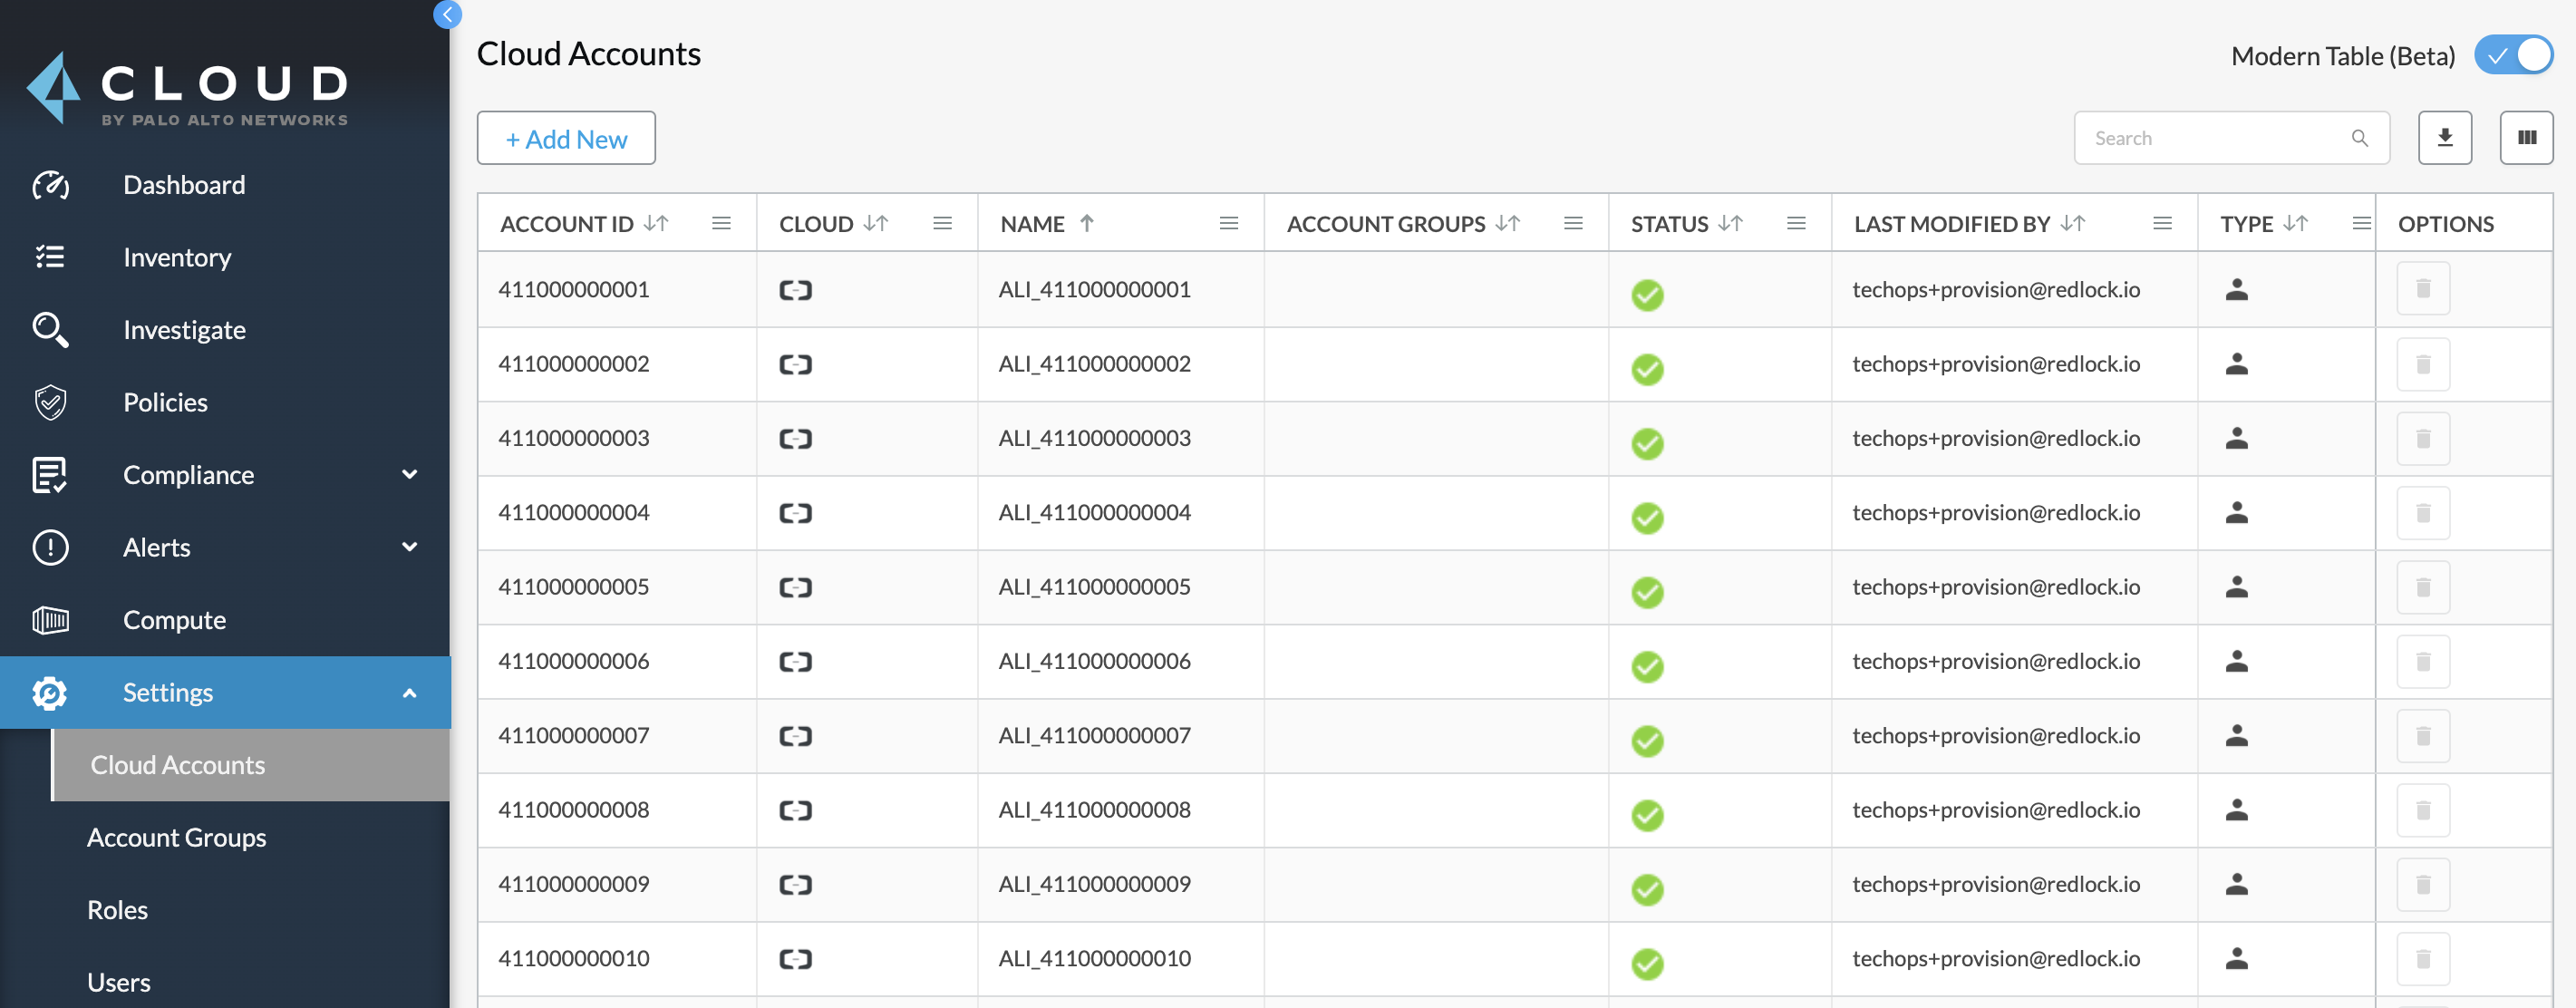 CLOUD
BY PALO ALTO NETWORKS
Dashboard
Inventory
Investigate
Policies
Compliance
Alerts
Compute
Settings
Cloud Accounts
Account Groups
Roles
Users
Cloud Accounts
Modern Table (Beta)
+ Add New
Search
ACCOUNT ID CLOUD NAME ACCOUNT GROUPS STATUS LAST MODIFIED BY TYPE OPTIONS
411000000001 ALI_411000000001 techops+provision@redlock.io
411000000002 ALI_411000000002 techops+provision@redlock.io
411000000003 ALI_411000000003 techops+provision@redlock.io
411000000004 ALI_411000000004 techops+provision@redlock.io
411000000005 ALI_411000000005 techops+provision@redlock.io
411000000006 ALI_411000000006 techops+provision@redlock.io
411000000007 ALI_411000000007 techops+provision@redlock.io
411000000008 ALI_411000000008 techops+provision@redlock.io
411000000009 ALI_411000000009 techops+provision@redlock.io
411000000010 ALI_411000000010 techops+provision@redlock.io